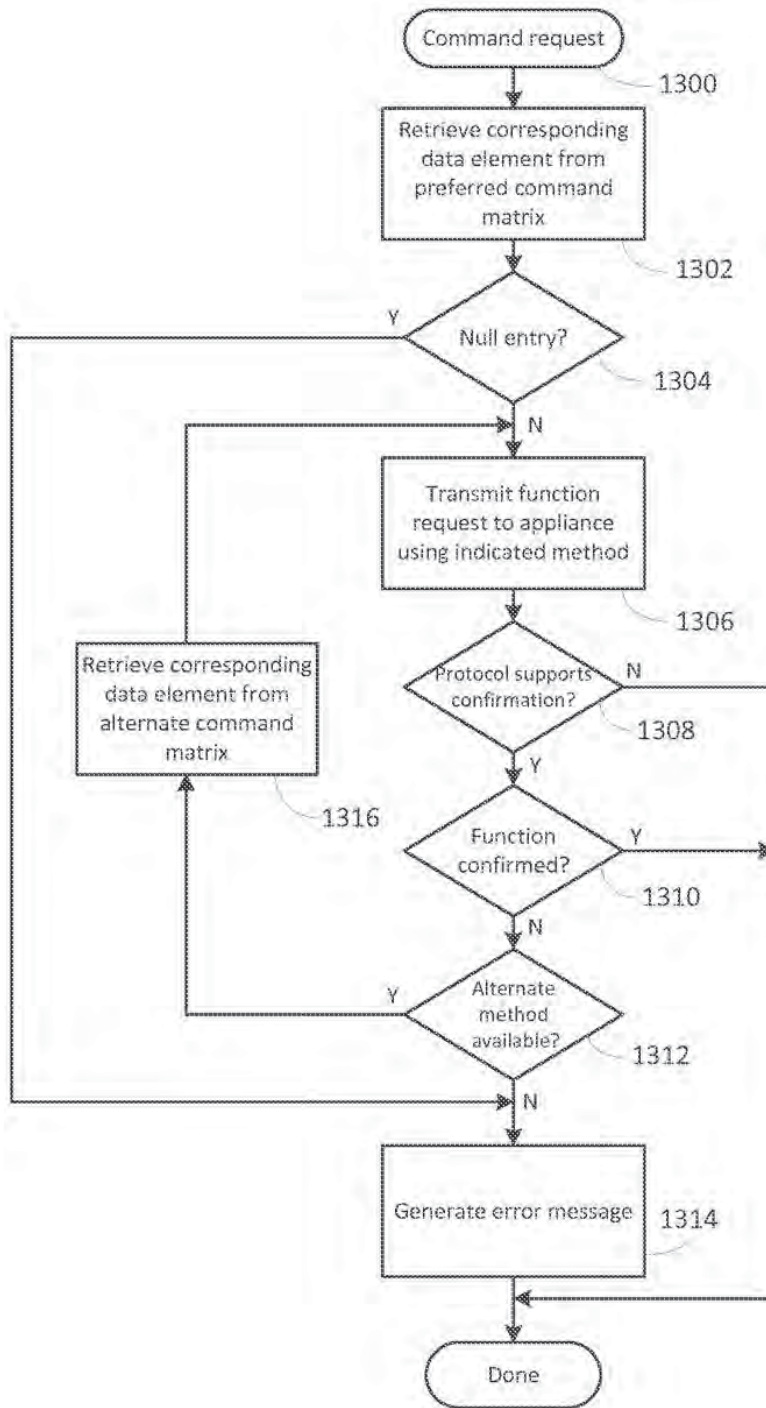 Command request
1300
Retrieve corresponding
data element from
preferred command
matrix
1302
Y
Null entry?
1304
N
Transmit function
request to appliance
using indicated method
1306
Retrieve corresponding
data element from
alternate command
matrix
1316
Protocol supports
confirmation?
N
1308
Y
Function
confirmed?
Y
1310
N
Y
Alternate
method
available?
1312
N
Generate error message
1314
Done